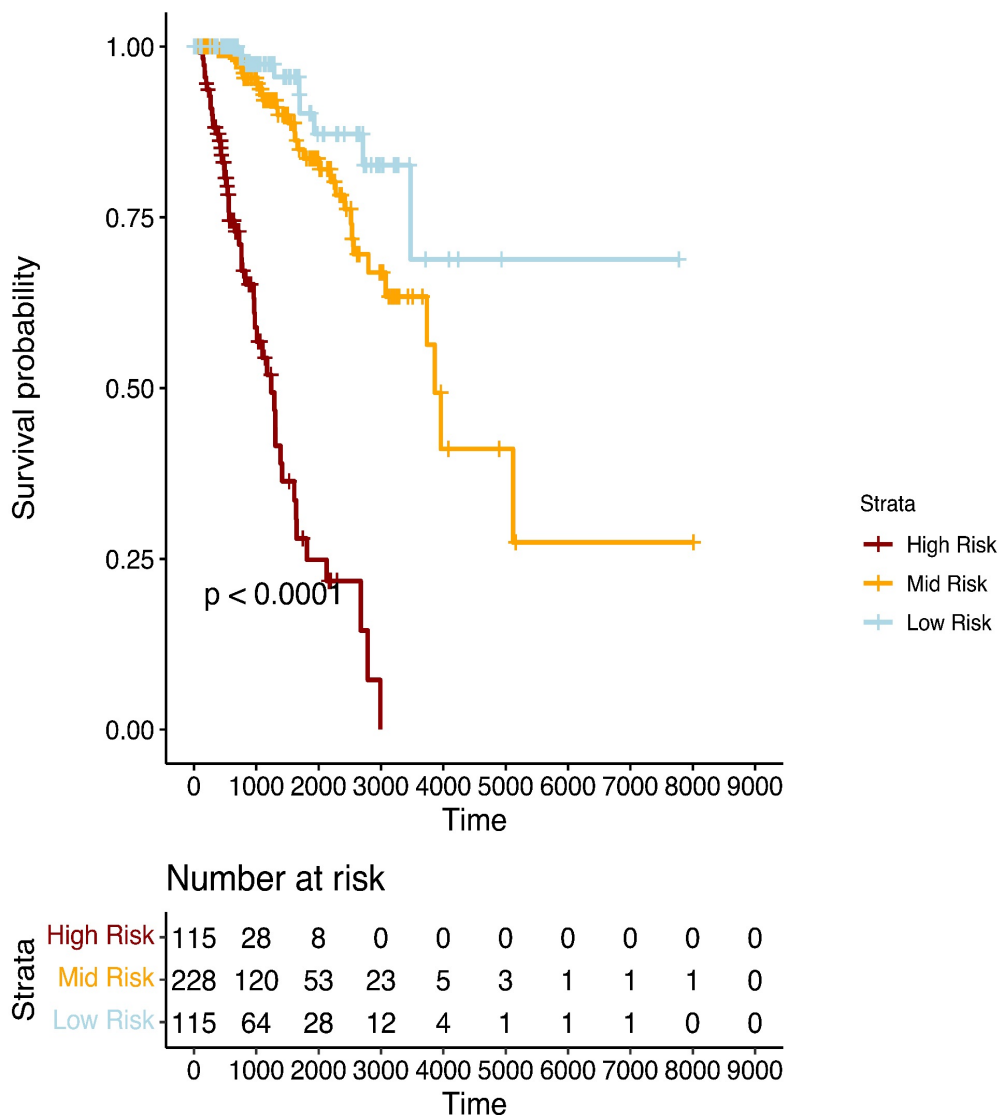 1.00
0.75
0.50
0.25
0.00
Survival probability
p < 0.0001
0 1000 2000 3000 4000 5000 6000 7000 8000 9000
Time
Strata
High Risk
Mid Risk
Low Risk
Number at risk
Strata
High Risk 115 28 8 0 0 0 0 0 0 0
Mid Risk 228 120 53 23 5 3 1 1 1 0
Low Risk 115 64 28 12 4 1 1 1 0 0
0 1000 2000 3000 4000 5000 6000 7000 8000 9000
Time